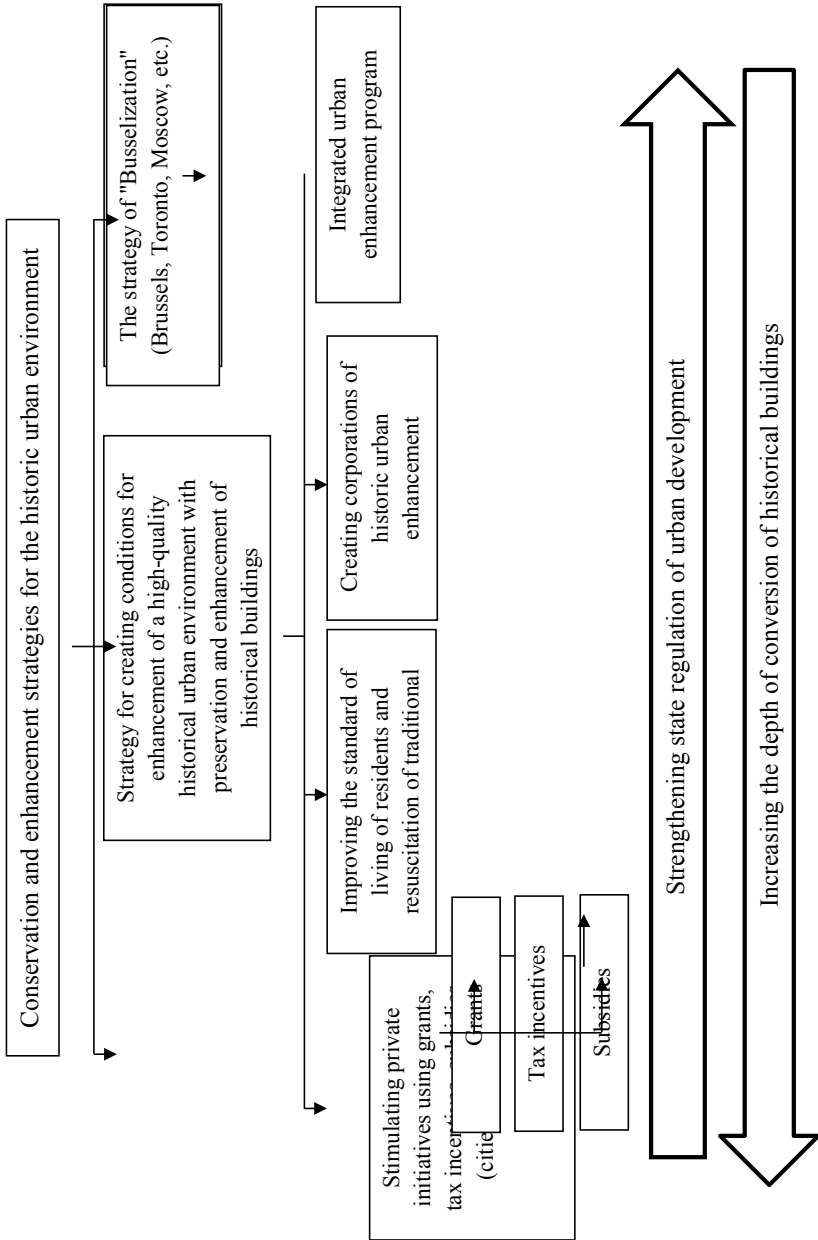 Conservation and enhancement strategies for the historic urban environment
The strategy of "Busselization"
(Brussels, Toronto, Moscow, etc.)
Strategy for creating conditions for
enhancement of a high-quality
historical urban environment with
preservation and enhancement of
historical buildings
Stimulating private
initiatives using grants,
tax incentives, subsidies
(citie
Grants
Tax incentives
Subsidies
Improving the standard of
living of residents and
resuscitation of traditional
Creating corporations of
historic urban
enhancement
Integrated urban
enhancement program
Strengthening state regulation of urban development
Increasing the depth of conversion of historical buildings